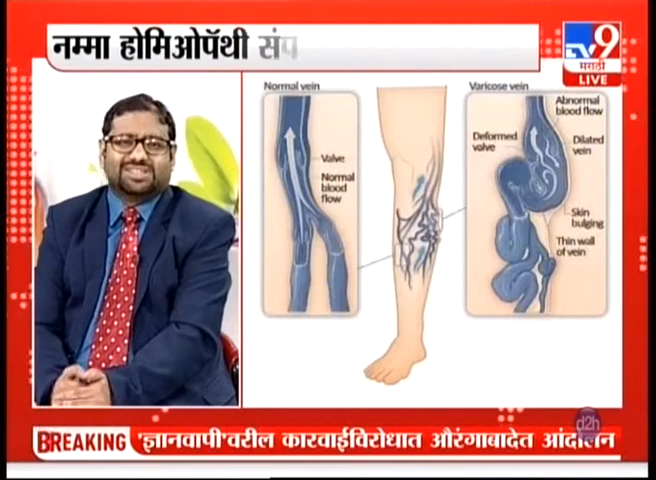 नम्मा होमिओपॅथी संप
TV9
मराठी
LIVE
Normal vein
Valve
Normal
blood
flow
Varicose vein
Abnormal
blood flow
Deformed
valve
Dilated
vein
Skin
bulging
Thin wall
of vein
d2h
BREAKING
'ज्ञानवापी'वरील कारवाईविरोधात औरंगाबादेत आंदोलन